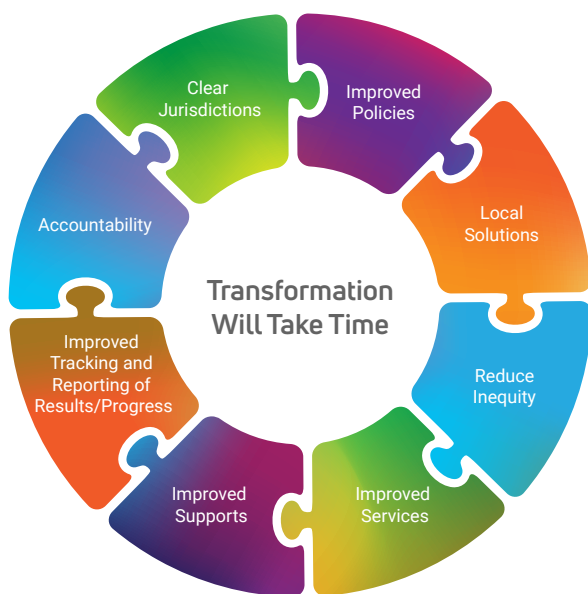 Clear
Jurisdictions
Improved
Policies
Local
Solutions
Reduce
Inequity
Improved
Services
Improved
Supports
Improved
Tracking and
Reporting of
Results/Progress
Accountability
Transformation
Will Take Time